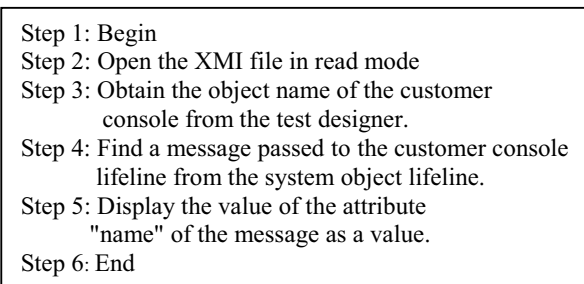 Step 1: Begin
Step 2: Open the XMI file in read mode
Step 3: Obtain the object name of the customer
console from the test designer.
Step 4: Find a message passed to the customer console
lifeline from the system object lifeline.
Step 5: Display the value of the attribute
"name" of the message as a value.
Step 6: End